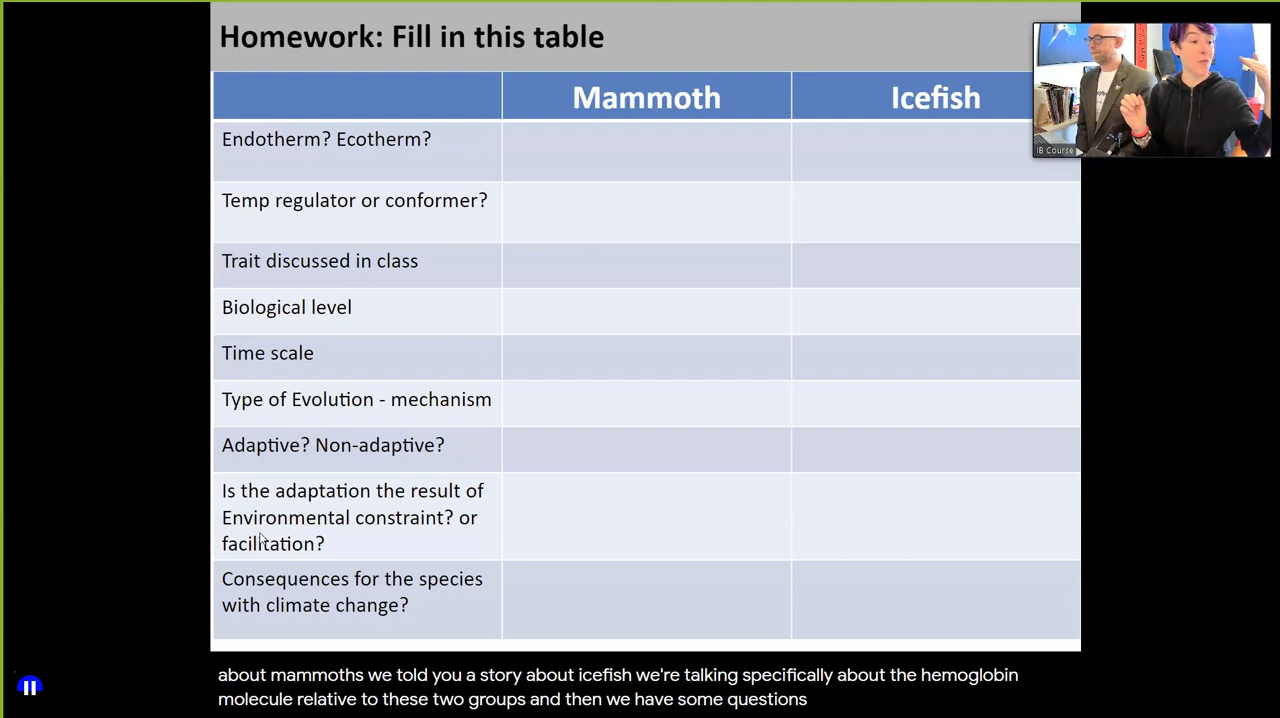 Homework: Fill in this table
Mammoth
Icefish
Endotherm? Ecotherm?
Temp regulator or conformer?
Trait discussed in class
Biological level
Time scale
Type of Evolution - mechanism
Adaptive? Non-adaptive?
Is the adaptation the result of
Environmental constraint? or
facilitation?
Consequences for the species
with climate change?
IB Course
about mammoths we told you a story about icefish we're talking specifically about the hemoglobin
molecule relative to these two groups and then we have some questions